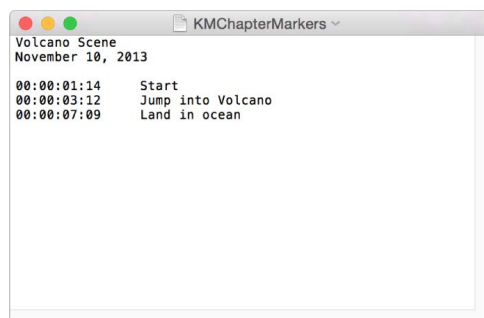 KMChapterMarkers
Volcano Scene
November 10, 2013
00:00:01:14 Start
00:00:03:12 Jump into Volcano
00:00:07:09 Land in ocean